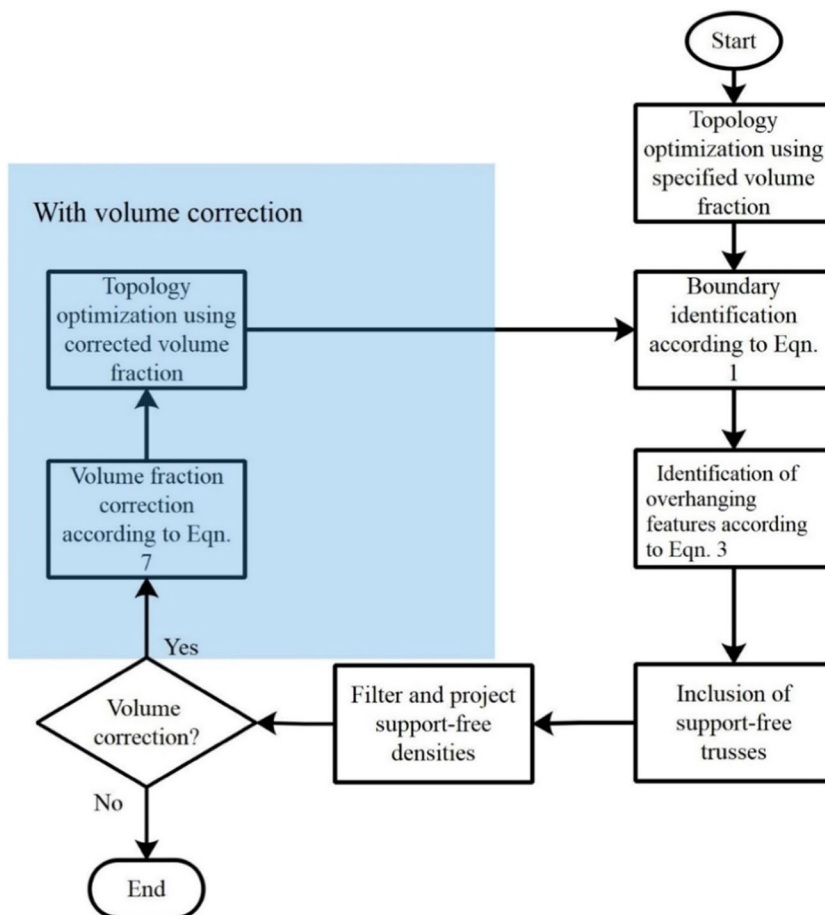 Start
Topology
optimization using
specified volume
fraction
With volume correction
Topology
optimization using
corrected volume
fraction
Boundary
identification
according to Eqn.
1
Volume fraction
correction
according to Eqn.
7
Identification of
overhanging
features according
to Eqn. 3
Yes
Volume
correction?
Filter and project
support-free
densities
Inclusion of
support-free
trusses
No
End